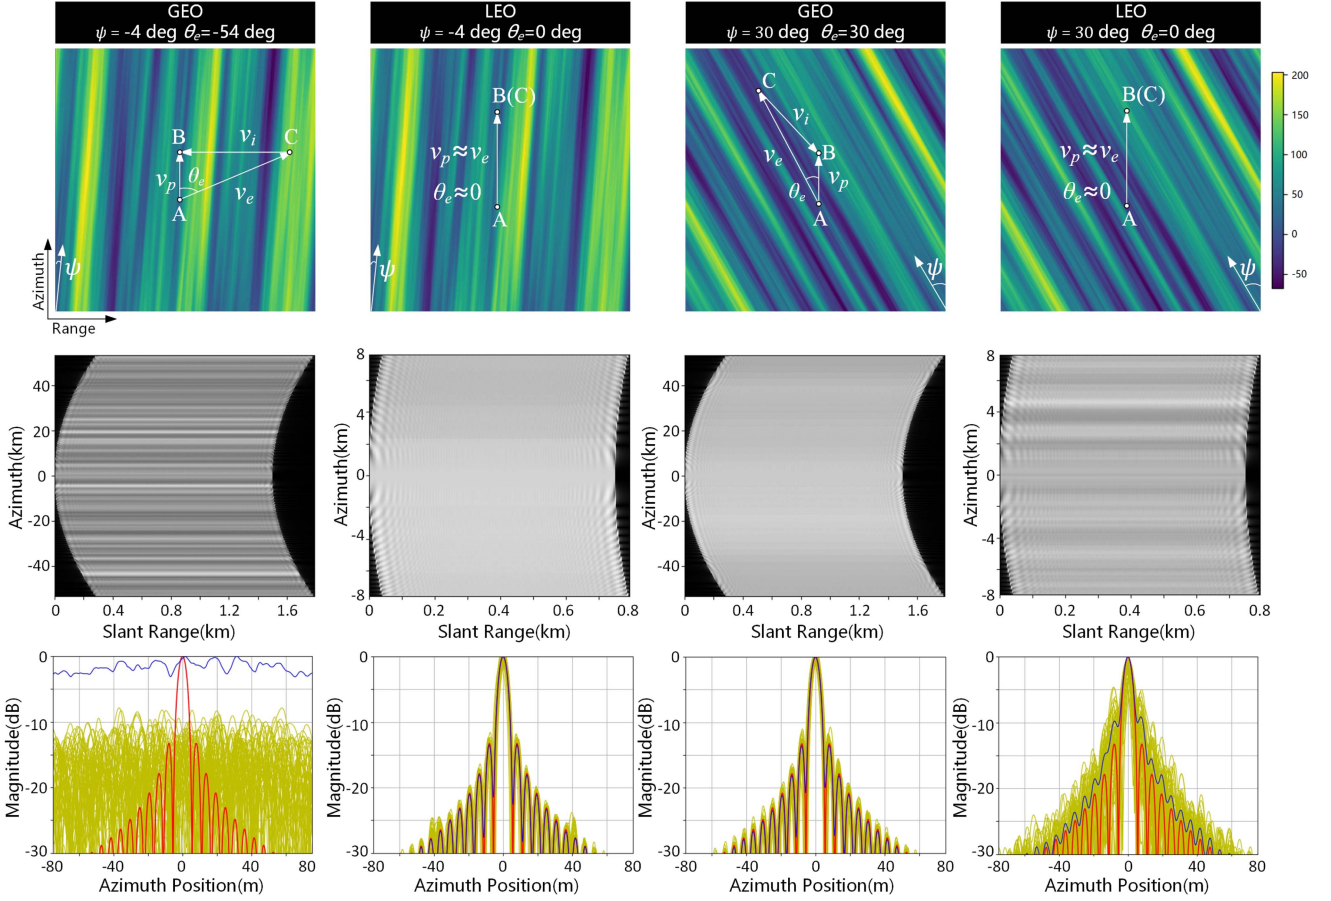 GEO
ψ = -4 deg θe=-54 deg
LEO
ψ = -4 deg θe=0 deg
GEO
ψ = 30 deg θe=30 deg
LEO
ψ = 30 deg θe=0 deg
B
vi
C
vp
θe
ve
A
ψ
Azimuth
Range
B(C)
vp≈ve
θe≈0
A
ψ
C
vi
ve
B
θe
vp
A
ψ
B(C)
vp≈ve
θe≈0
A
ψ
200
150
100
50
0
-50
Azimuth(km)
40
20
0
-20
-40
0 0.4 0.8 1.2 1.6
Slant Range(km)
Azimuth(km)
8
4
0
-4
-8
0 0.2 0.4 0.6 0.8
Slant Range(km)
Azimuth(km)
40
20
0
-20
-40
0 0.4 0.8 1.2 1.6
Slant Range(km)
Azimuth(km)
8
4
0
-4
-8
0 0.2 0.4 0.6 0.8
Slant Range(km)
Magnitude(dB)
0
-10
-20
-30
-80 -40 0 40 80
Azimuth Position(m)
Magnitude(dB)
0
-10
-20
-30
-80 -40 0 40 80
Azimuth Position(m)
Magnitude(dB)
0
-10
-20
-30
-80 -40 0 40 80
Azimuth Position(m)
Magnitude(dB)
0
-10
-20
-30
-80 -40 0 40 80
Azimuth Position(m)